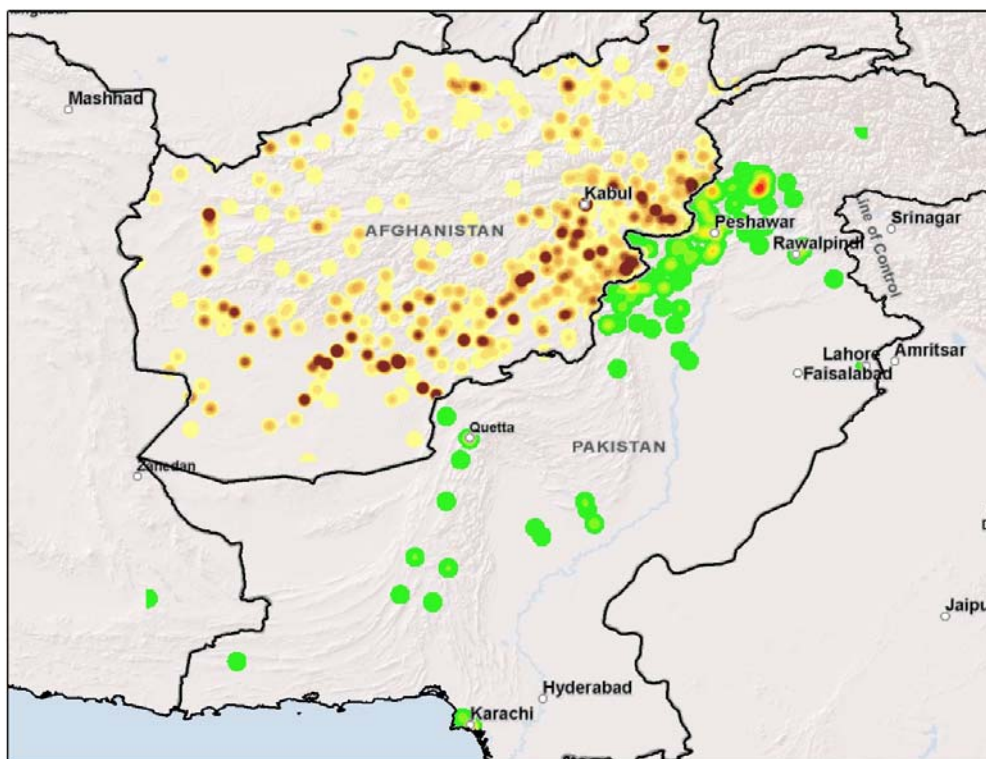 Mashhad
Kabul
AFGHANISTAN
Peshawar
Rawalpindi
Srinagar
Line of Control
Lahore
Amritsar
Faisalabad
Quetta
PAKISTAN
Zahedan
Jaipu
Hyderabad
Karachi